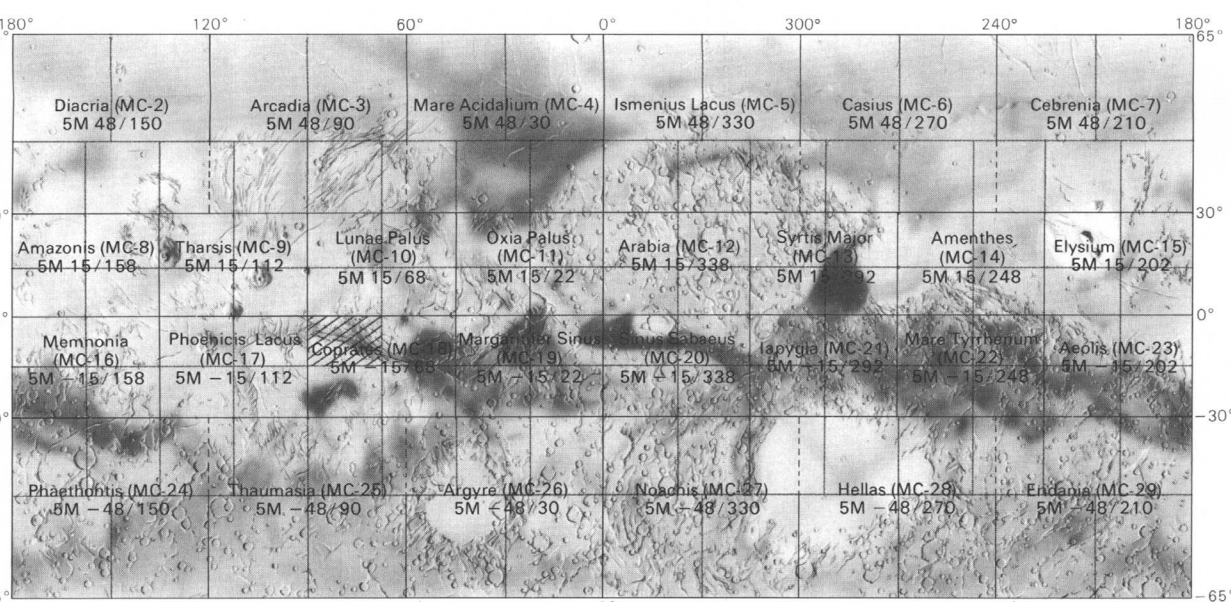 180° 120° 60° 0° 300° 240° 180°
65°
Diacria (MC-2) Arcadia (MC-3) Mare Acidalium (MC-4) Ismenius Lacus (MC-5) Casius (MC-6) Cebrenia (MC-7)
5M 48/150 5M 48/90 5M 48/30 5M 48/330 5M 48/270 5M 48/210
30°
Amazonis (MC-8) Tharsis (MC-9) Lunae Palus (MC-10) Oxia Palus (MC-11) Arabia (MC-12) Syrtis Major (MC-13) Amenthes (MC-14) Elysium (MC-15)
5M 15/158 5M 15/112 5M 15/68 5M 15/22 5M 15/338 5M 15/292 5M 15/248 5M 15/202
0°
Memnonia (MC-16) Phoenicis Lacus (MC-17) Coprates (MC-18) Margaritifer Sinus (MC-19) Sinus Sabaeus (MC-20) Iapygia (MC-21) Mare Tyrrhenum (MC-22) Aeolis (MC-23)
5M −15/158 5M −15/112 5M −15/68 5M −15/22 5M −15/338 5M −15/292 5M −15/248 5M −15/202
−30°
Phaethontis (MC-24) Thaumasia (MC-25) Argyre (MC-26) Noachis (MC-27) Hellas (MC-28) Eridania (MC-29)
5M −48/150 5M −48/90 5M −48/30 5M −48/330 5M −48/270 5M −48/210
−65°